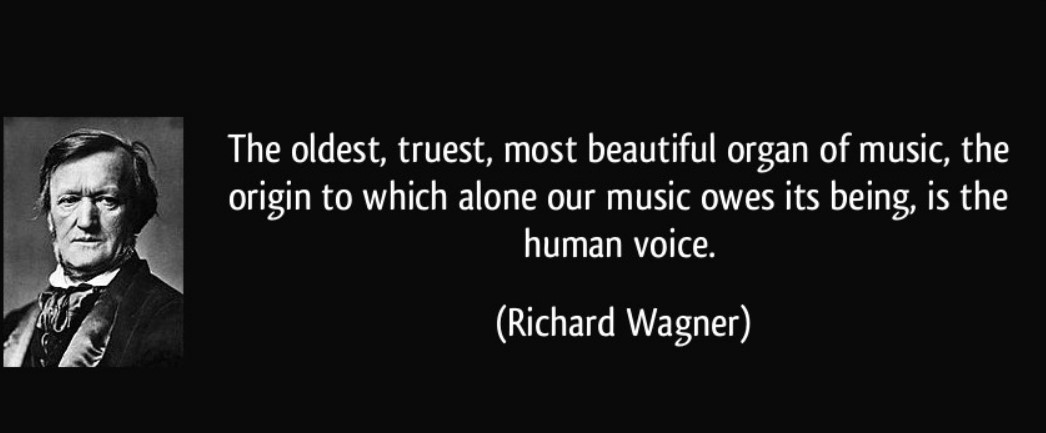 The oldest, truest, most beautiful organ of music, the
origin to which alone our music owes its being, is the
human voice.
(Richard Wagner)